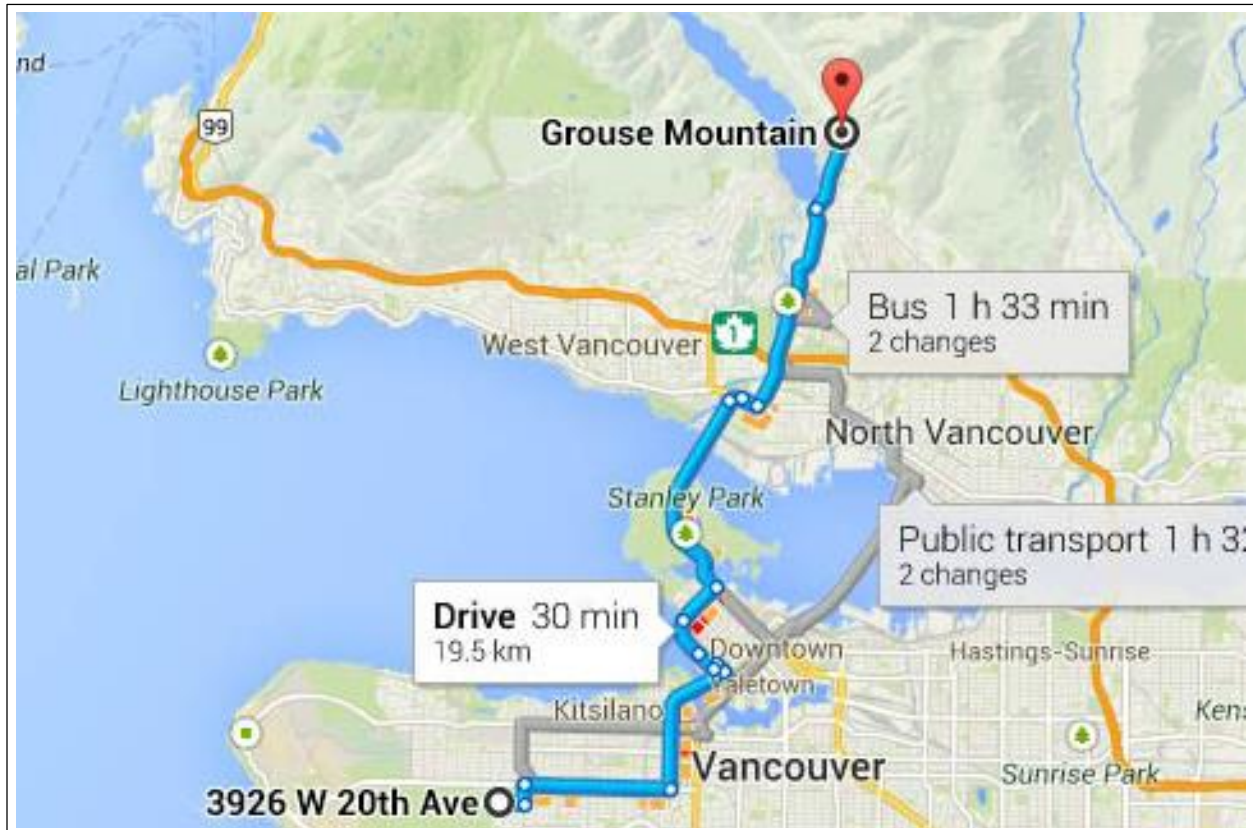 nd
99
Grouse Mountain
al Park
Bus 1 h 33 min
2 changes
1
West Vancouver
Lighthouse Park
North Vancouver
Stanley Park
Public transport 1 h 32
2 changes
Drive 30 min
19.5 km
Downtown
Hastings-Sunrise
Yaletown
Kitsilano
Kens
Vancouver
Sunrise Park
3926 W 20th Ave